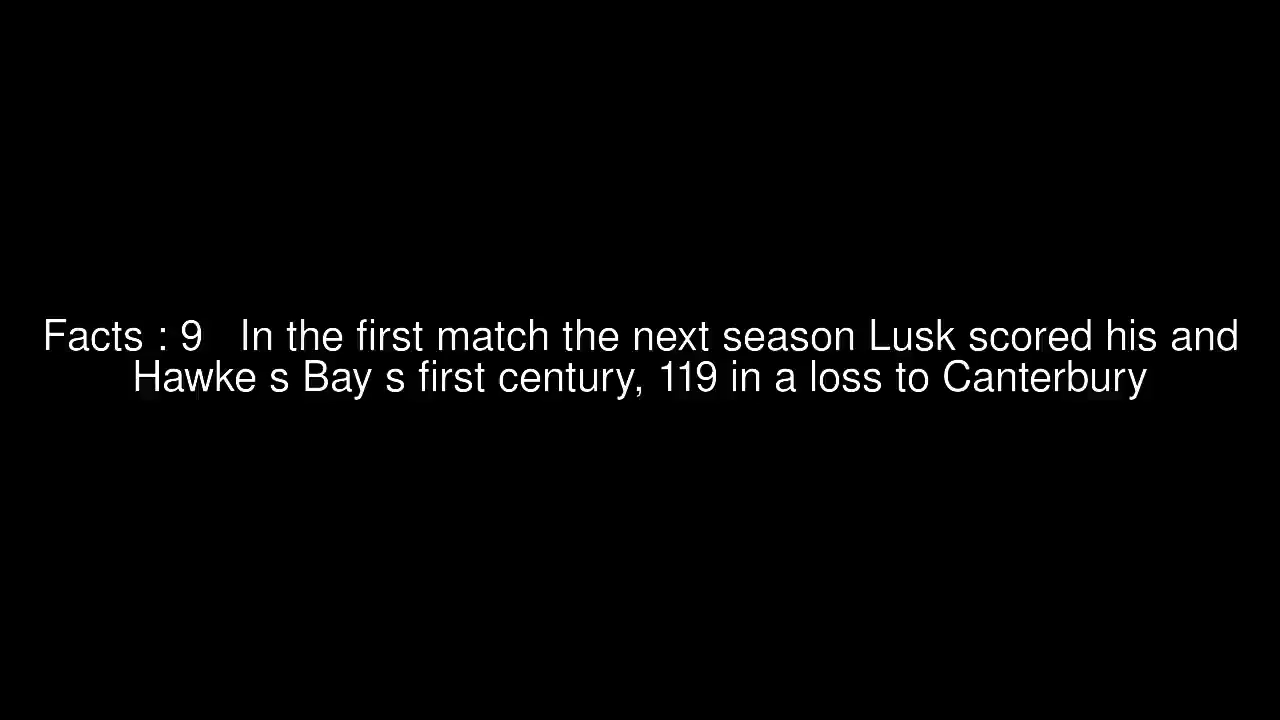 Facts : 9 In the first match the next season Lusk scored his and
Hawke s Bay s first century, 119 in a loss to Canterbury